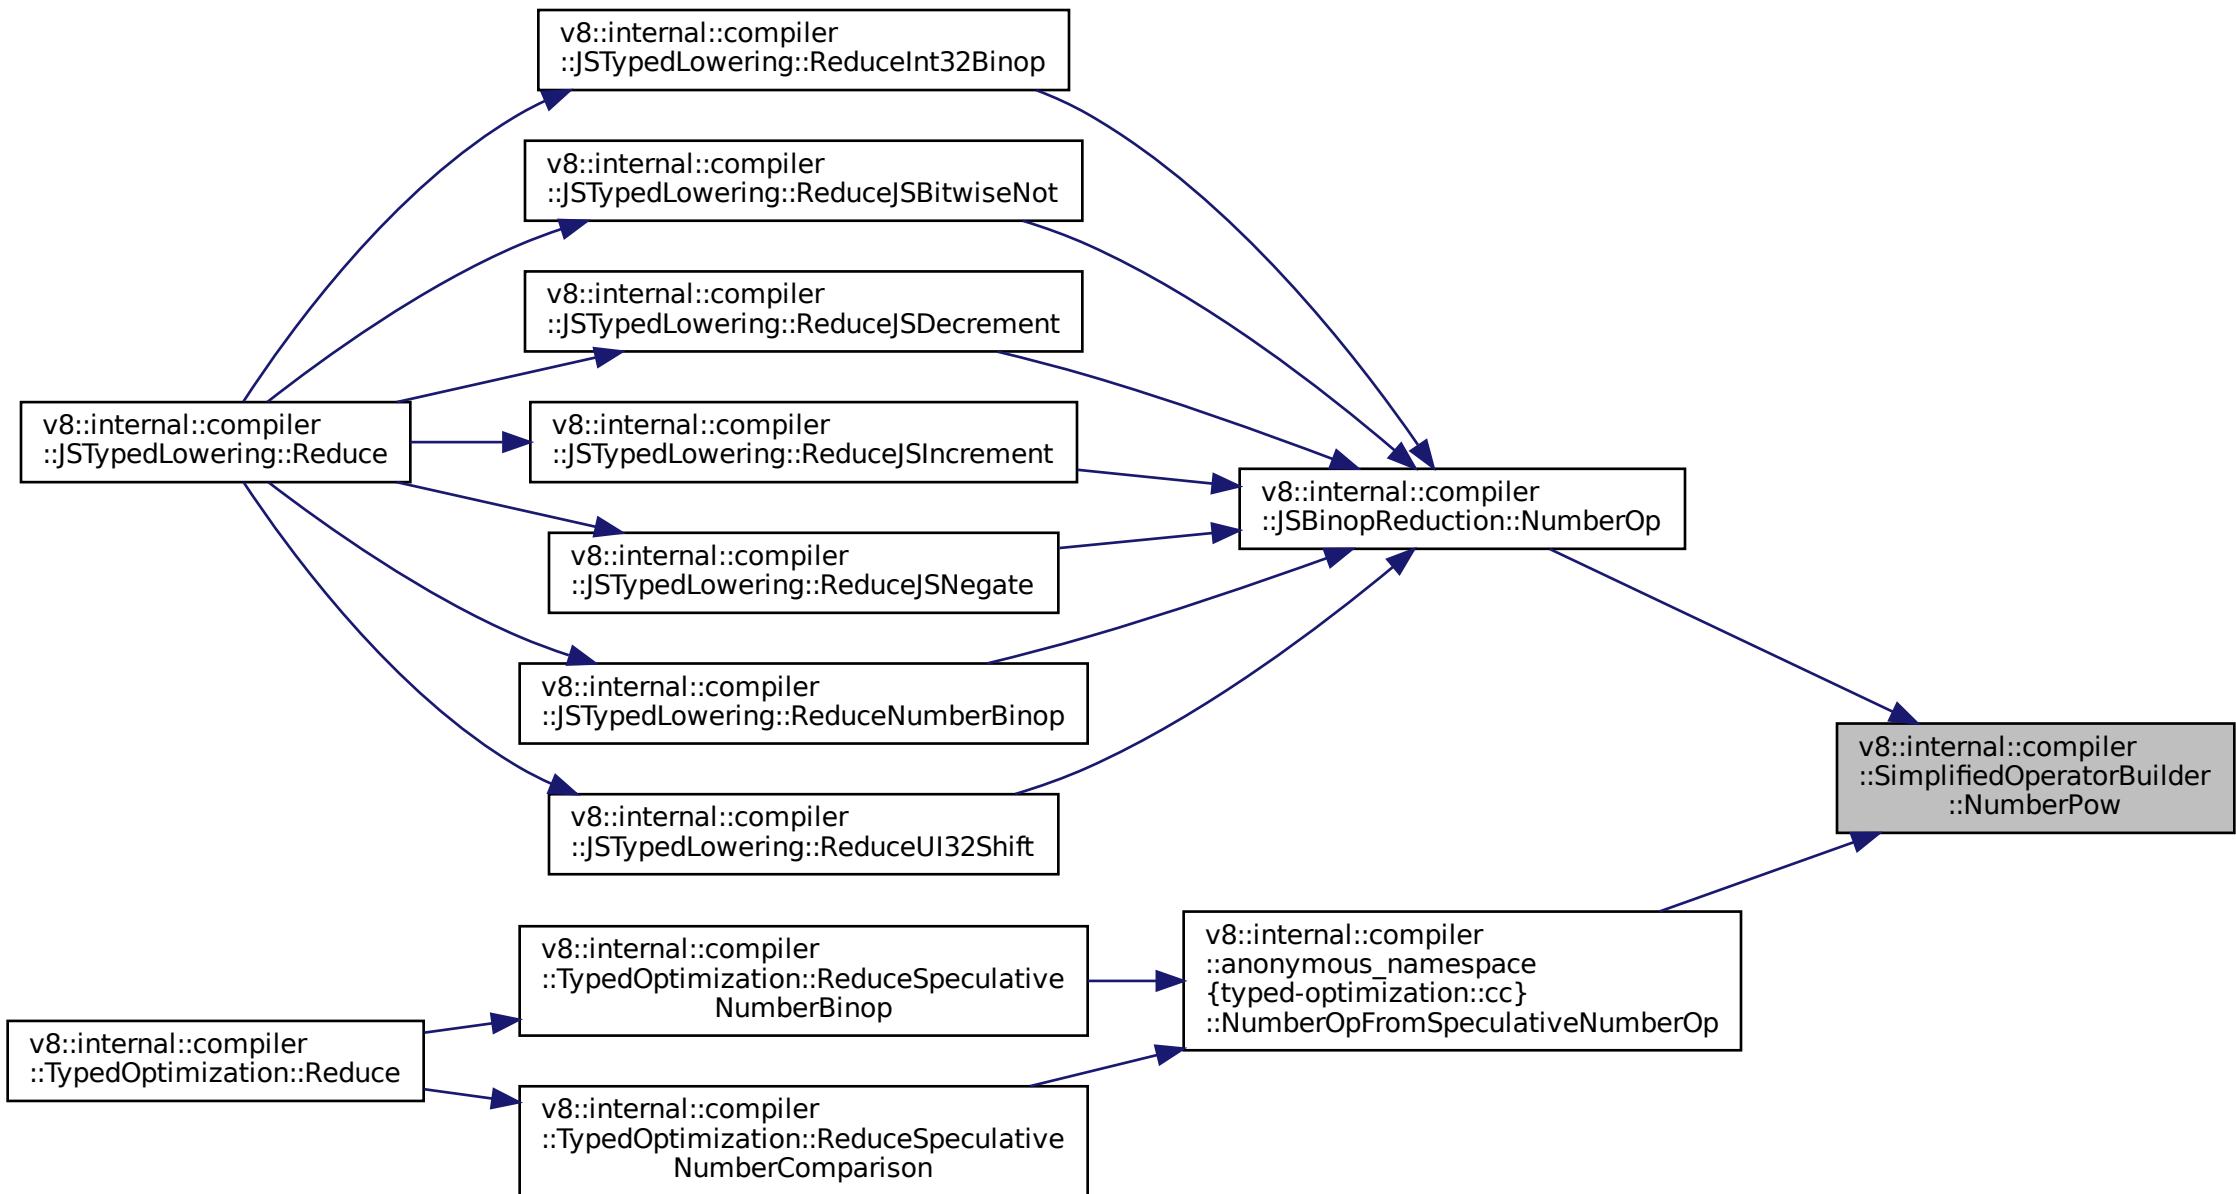 v8::internal::compiler
::JSTypedLowering::ReduceInt32Binop
v8::internal::compiler
::JSTypedLowering::ReduceJSBitwiseNot
v8::internal::compiler
::JSTypedLowering::ReduceJSDecrement
v8::internal::compiler
::JSTypedLowering::Reduce
v8::internal::compiler
::JSTypedLowering::ReduceJSIncrement
v8::internal::compiler
::JSBinopReduction::NumberOp
v8::internal::compiler
::JSTypedLowering::ReduceJSNegate
v8::internal::compiler
::JSTypedLowering::ReduceNumberBinop
v8::internal::compiler
::SimplifiedOperatorBuilder
::NumberPow
v8::internal::compiler
::JSTypedLowering::ReduceUI32Shift
v8::internal::compiler
::anonymous_namespace
{typed-optimization::cc}
::NumberOpFromSpeculativeNumberOp
v8::internal::compiler
::TypedOptimization::ReduceSpeculative
NumberBinop
v8::internal::compiler
::TypedOptimization::Reduce
v8::internal::compiler
::TypedOptimization::ReduceSpeculative
NumberComparison